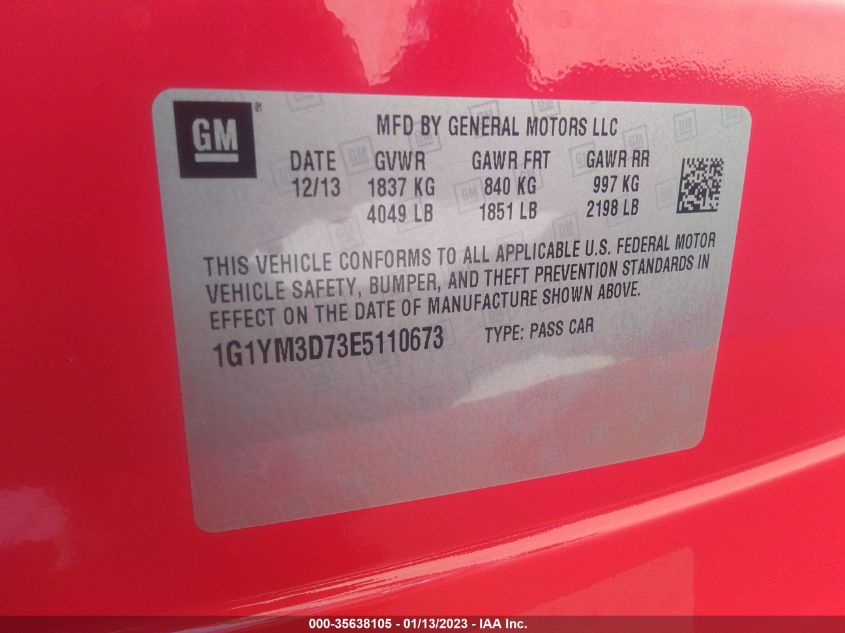 GM®
MFD BY GENERAL MOTORS LLC
DATE GVWR GAWR FRT GAWR RR
12/13 1837 KG 840 KG 997 KG
4049 LB 1851 LB 2198 LB
THIS VEHICLE CONFORMS TO ALL APPLICABLE U.S. FEDERAL MOTOR
VEHICLE SAFETY, BUMPER, AND THEFT PREVENTION STANDARDS IN
EFFECT ON THE DATE OF MANUFACTURE SHOWN ABOVE.
1G1YM3D73E5110673 TYPE: PASS CAR
000-35638105 - 01/13/2023 - IAA Inc.